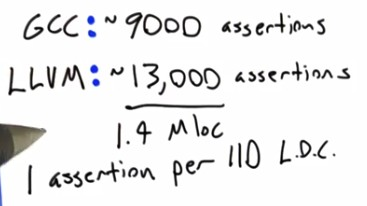 GCC: ~9000 assertions
LLVM: ~13,000 assertions
1.4 MLOC
1 assertion per 110 L.O.C.